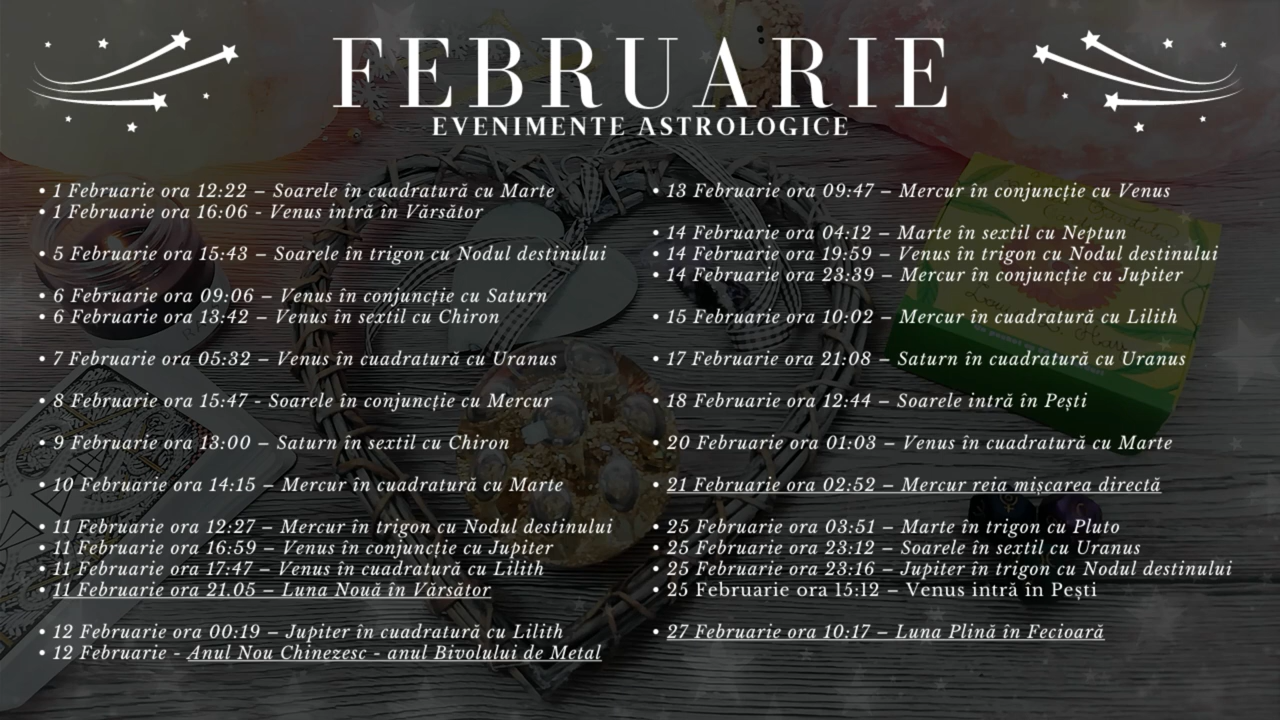 FEBRUARIE
EVENIMENTE ASTROLOGICE
• 1 Februarie ora 12:22 – Soarele în cuadratură cu Marte
• 1 Februarie ora 16:06 - Venus intră în Vărsător
• 5 Februarie ora 15:43 – Soarele în trigon cu Nodul destinului
• 6 Februarie ora 09:06 – Venus în conjuncție cu Saturn
• 6 Februarie ora 13:42 – Venus în sextil cu Chiron
• 7 Februarie ora 05:32 – Venus în cuadratură cu Uranus
• 8 Februarie ora 15:47 - Soarele în conjuncție cu Mercur
• 9 Februarie ora 13:00 – Saturn în sextil cu Chiron
• 10 Februarie ora 14:15 – Mercur în cuadratură cu Marte
• 11 Februarie ora 12:27 – Mercur în trigon cu Nodul destinului
• 11 Februarie ora 16:59 – Venus în conjuncție cu Jupiter
• 11 Februarie ora 17:47 – Venus în cuadratură cu Lilith
• 11 Februarie ora 21.05 – Luna Nouă în Vărsător
• 12 Februarie ora 00:19 – Jupiter în cuadratură cu Lilith
• 12 Februarie - Anul Nou Chinezesc - anul Bivolului de Metal
• 13 Februarie ora 09:47 – Mercur în conjuncție cu Venus
• 14 Februarie ora 04:12 – Marte în sextil cu Neptun
• 14 Februarie ora 19:59 – Venus în trigon cu Nodul destinului
• 14 Februarie ora 23:39 – Mercur în conjuncție cu Jupiter
• 15 Februarie ora 10:02 – Mercur în cuadratură cu Lilith
• 17 Februarie ora 21:08 – Saturn în cuadratură cu Uranus
• 18 Februarie ora 12:44 – Soarele intră în Pești
• 20 Februarie ora 01:03 – Venus în cuadratură cu Marte
• 21 Februarie ora 02:52 – Mercur reia mișcarea directă
• 25 Februarie ora 03:51 – Marte în trigon cu Pluto
• 25 Februarie ora 23:12 – Soarele în sextil cu Uranus
• 25 Februarie ora 23:16 – Jupiter în trigon cu Nodul destinului
• 25 Februarie ora 15:12 – Venus intră în Pești
• 27 Februarie ora 10:17 – Luna Plină în Fecioară